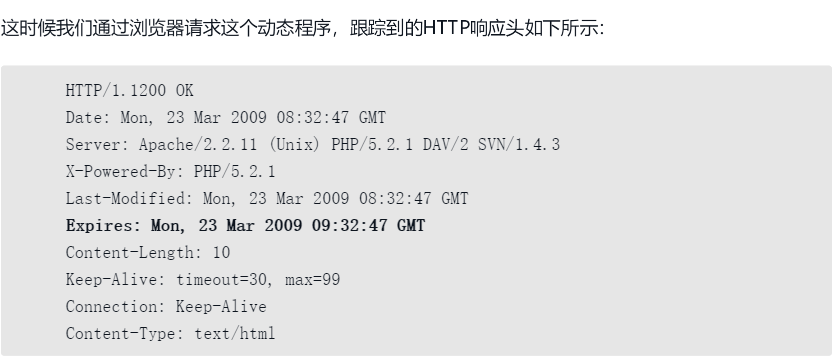 这时候我们通过浏览器请求这个动态程序，跟踪到的HTTP响应头如下所示：
HTTP/1.1200 OK
Date: Mon, 23 Mar 2009 08:32:47 GMT
Server: Apache/2.2.11 (Unix) PHP/5.2.1 DAV/2 SVN/1.4.3
X-Powered-By: PHP/5.2.1
Last-Modified: Mon, 23 Mar 2009 08:32:47 GMT
Expires: Mon, 23 Mar 2009 09:32:47 GMT
Content-Length: 10
Keep-Alive: timeout=30, max=99
Connection: Keep-Alive
Content-Type: text/html